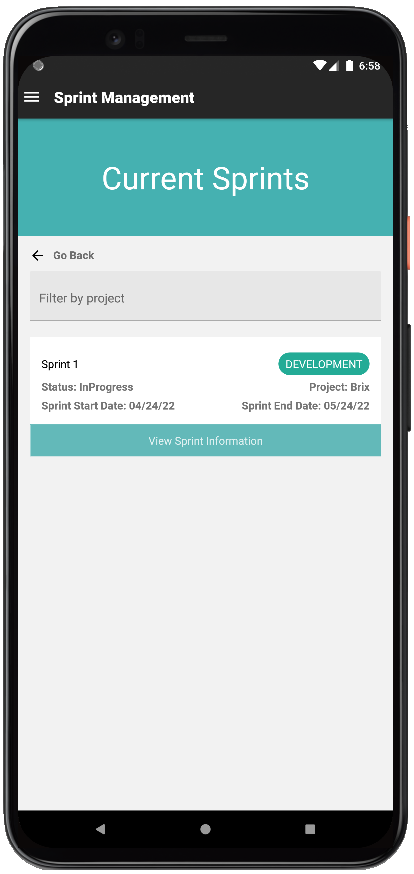 6:58
Sprint Management
Current Sprints
Go Back
Filter by project
Sprint 1 DEVELOPMENT
Status: InProgress Project: Brix
Sprint Start Date: 04/24/22 Sprint End Date: 05/24/22
View Sprint Information